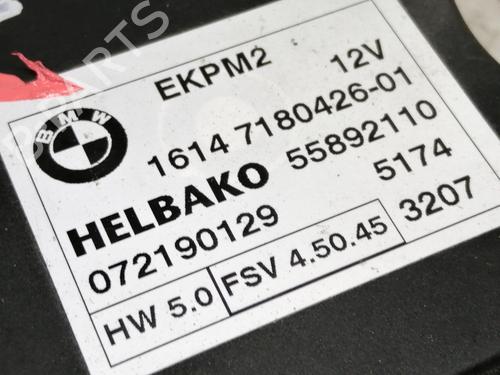 EKPM2 12V
BMW
1614 7180426-01
HELBAKO 55892110
072190129 5174
HW 5.0 FSV 4.50.45 3207